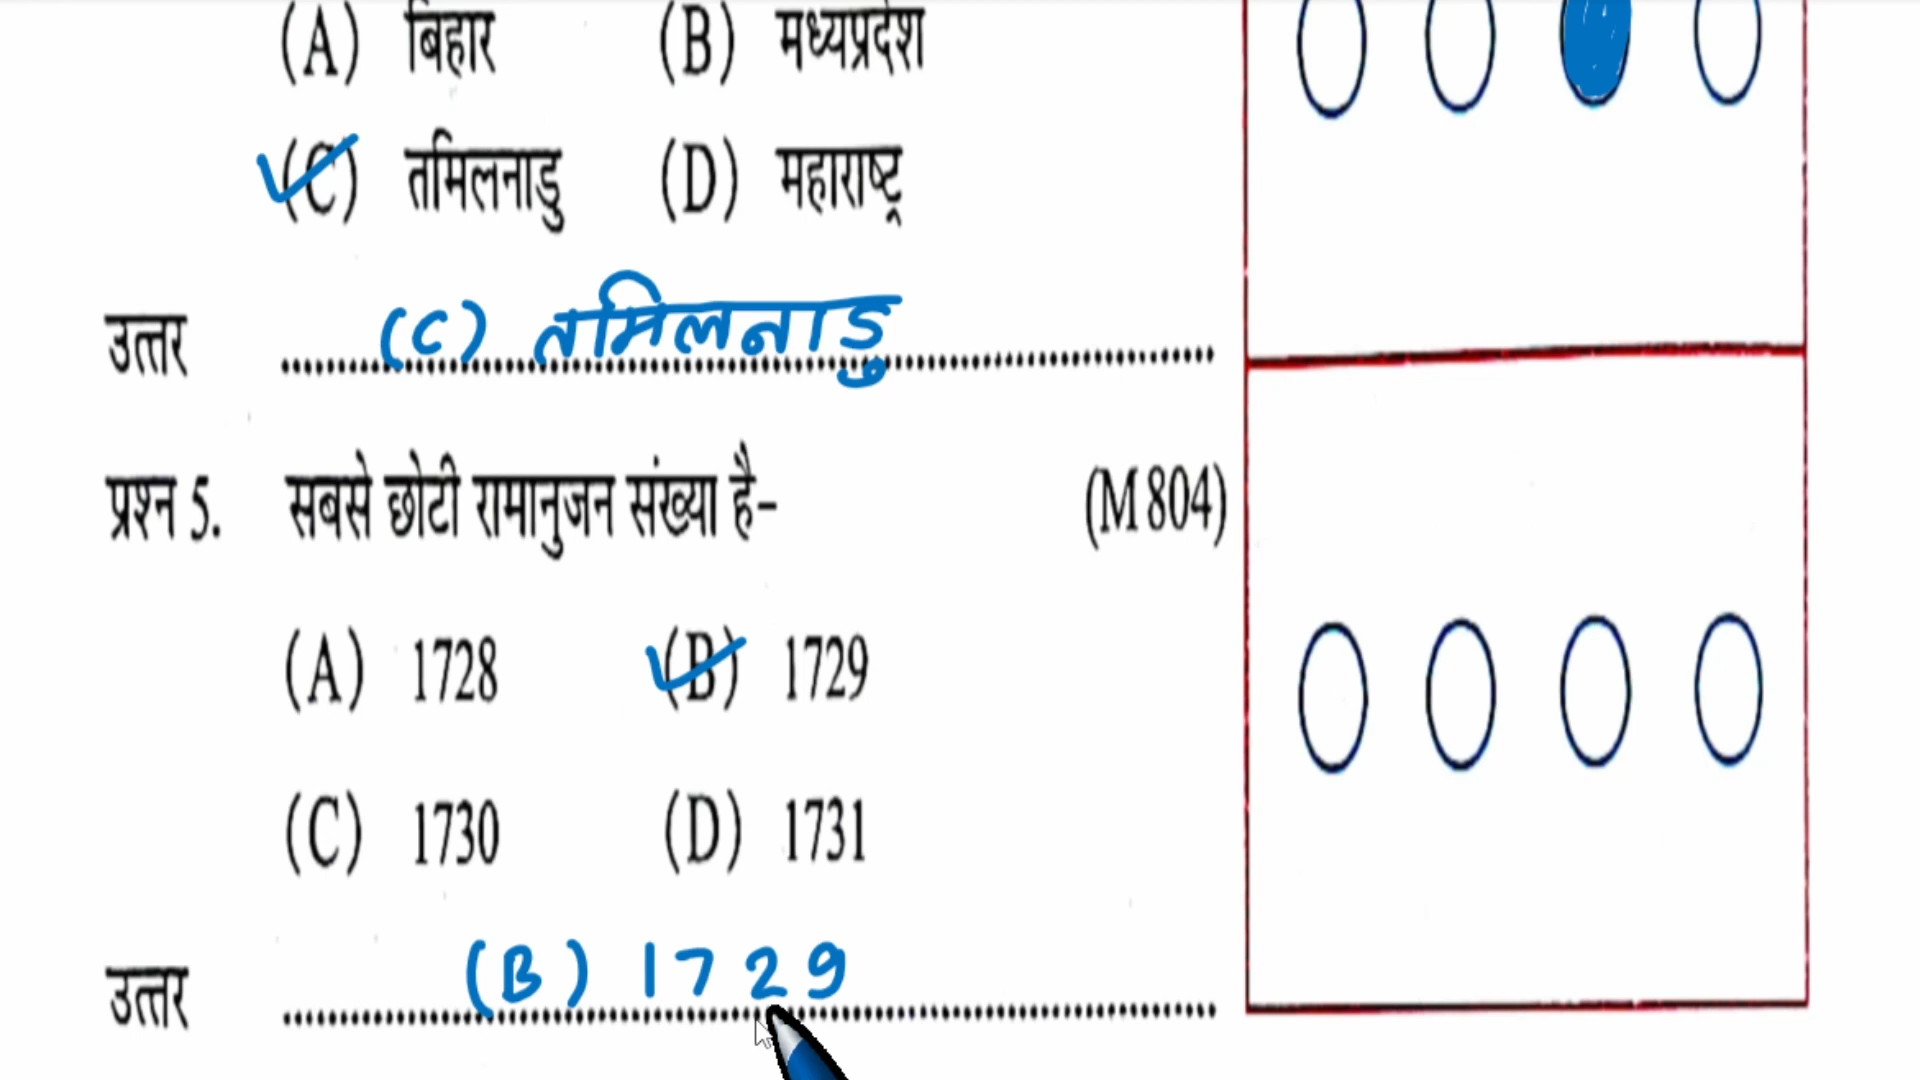 (A) बिहार (B) मध्यप्रदेश
(C) तमिलनाडु (D) महाराष्ट्र
उत्तर (C) तमिलनाडु
प्रश्न 5. सबसे छोटी रामानुजन संख्या है– (M 804)
(A) 1728 (B) 1729
(C) 1730 (D) 1731
उत्तर (B) 1729